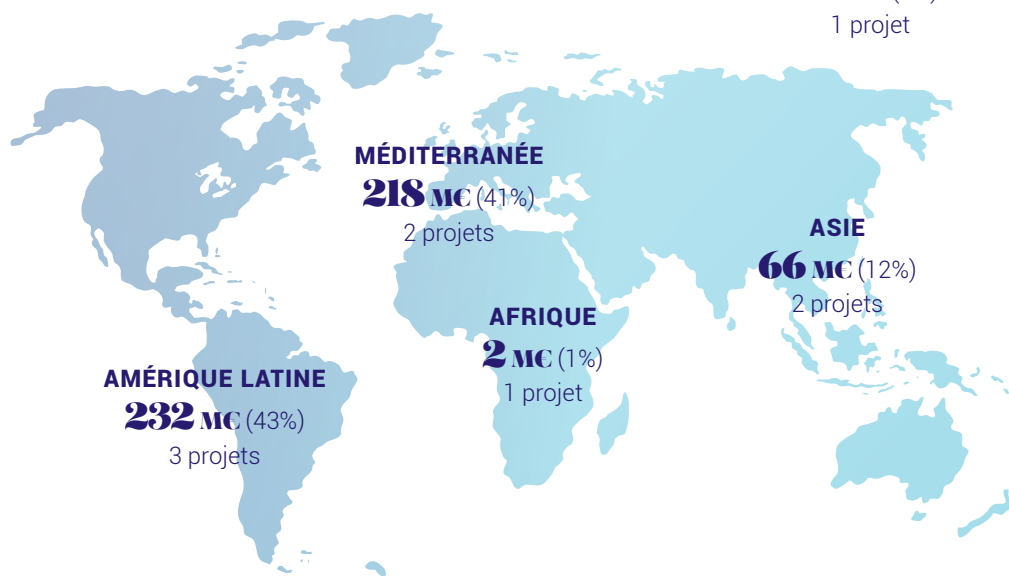 1 projet
MÉDITERRANÉE
218 M€ (41%)
2 projets
ASIE
66 M€ (12%)
2 projets
AFRIQUE
2 M€ (1%)
1 projet
AMÉRIQUE LATINE
232 M€ (43%)
3 projets